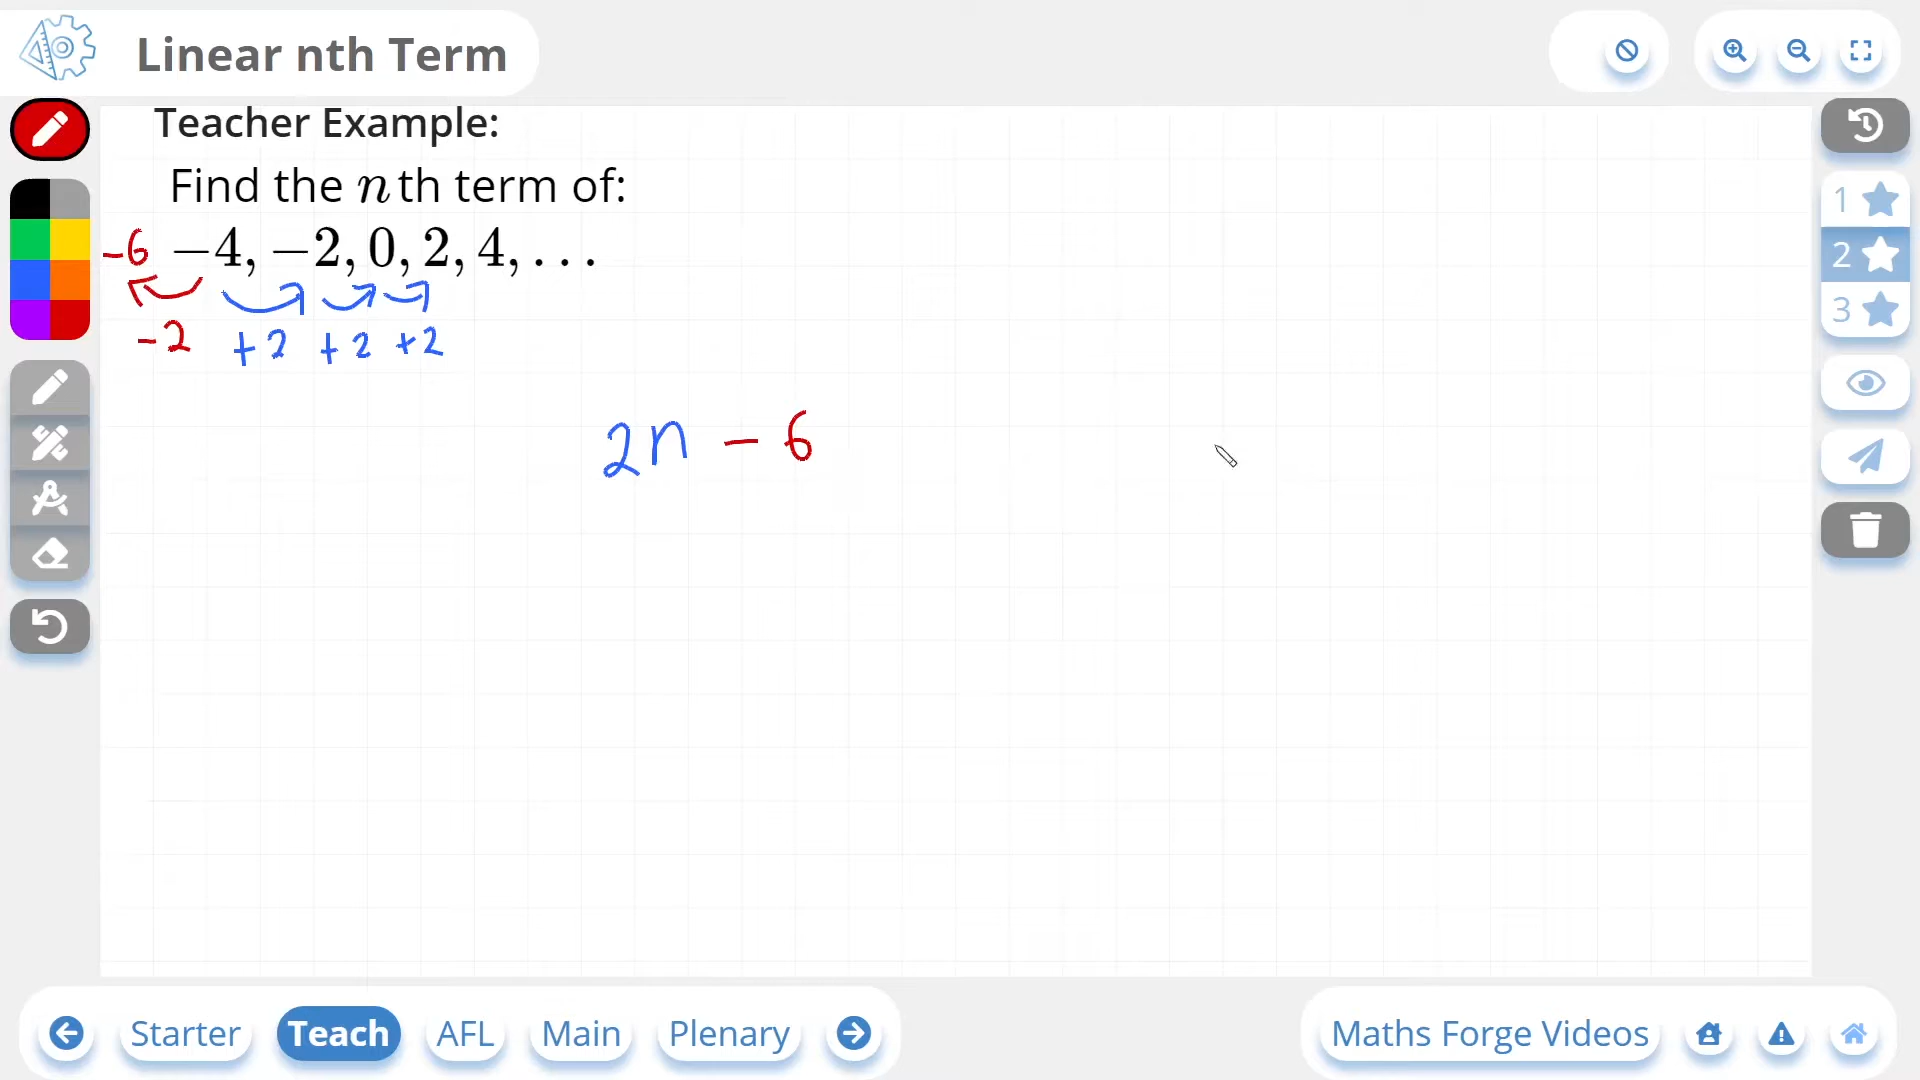 Linear nth Term
Teacher Example:
Find the nth term of:
-6 −4, −2, 0, 2, 4, ...
-2 +2 +2 +2
2n - 6
1
2
3
Starter Teach AFL Main Plenary Maths Forge Videos